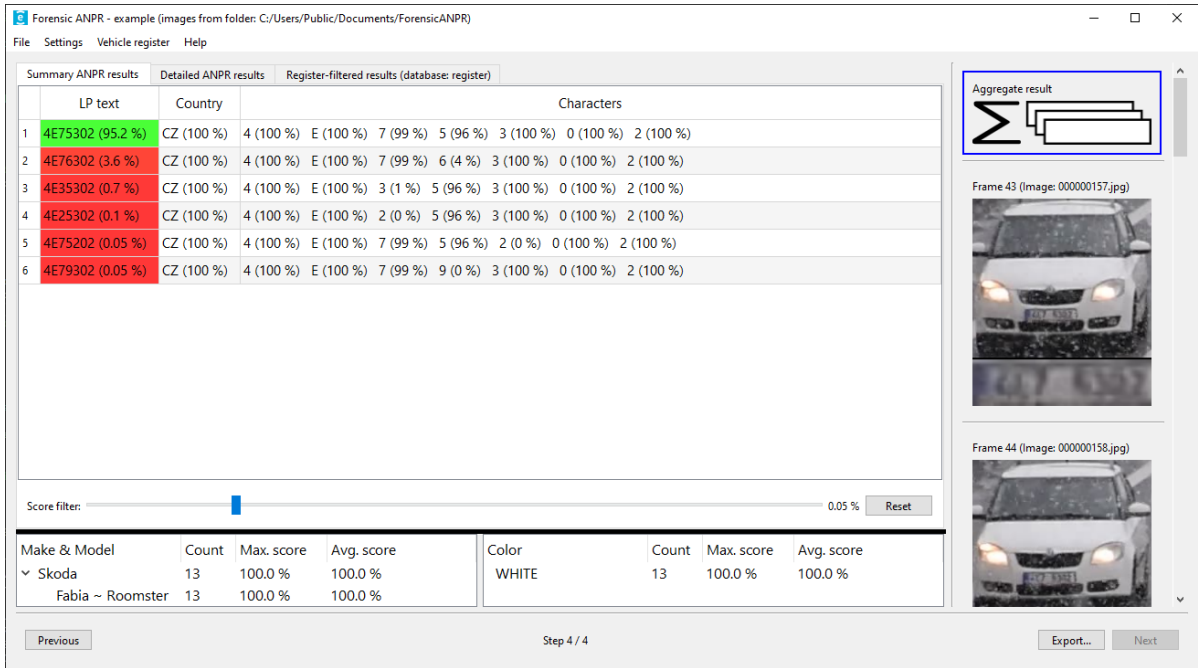 Forensic ANPR - example (images from folder: C:/Users/Public/Documents/ForensicANPR)
File Settings Vehicle register Help
Summary ANPR results Detailed ANPR results Register-filtered results (database: register)
LP text Country Characters
1 4E75302 (95.2 %) CZ (100 %) 4 (100 %) E (100 %) 7 (99 %) 5 (96 %) 3 (100 %) 0 (100 %) 2 (100 %)
2 4E76302 (3.6 %) CZ (100 %) 4 (100 %) E (100 %) 7 (99 %) 6 (4 %) 3 (100 %) 0 (100 %) 2 (100 %)
3 4E35302 (0.7 %) CZ (100 %) 4 (100 %) E (100 %) 3 (1 %) 5 (96 %) 3 (100 %) 0 (100 %) 2 (100 %)
4 4E25302 (0.1 %) CZ (100 %) 4 (100 %) E (100 %) 2 (0 %) 5 (96 %) 3 (100 %) 0 (100 %) 2 (100 %)
5 4E75202 (0.05 %) CZ (100 %) 4 (100 %) E (100 %) 7 (99 %) 5 (96 %) 2 (0 %) 0 (100 %) 2 (100 %)
6 4E79302 (0.05 %) CZ (100 %) 4 (100 %) E (100 %) 7 (99 %) 9 (0 %) 3 (100 %) 0 (100 %) 2 (100 %)
Score filter: 0.05 % Reset
Make & Model Count Max. score Avg. score
Skoda 13 100.0 % 100.0 %
Fabia ~ Roomster 13 100.0 % 100.0 %
Color Count Max. score Avg. score
WHITE 13 100.0 % 100.0 %
Aggregate result
Σ
Frame 43 (Image: 000000157.jpg)
Frame 44 (Image: 000000158.jpg)
Previous Step 4 / 4 Export... Next